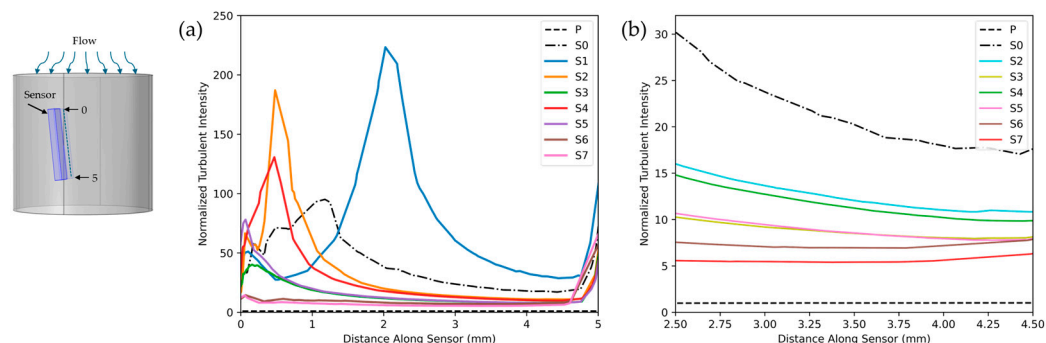 Flow
Sensor
0
5
(a)
Normalized Turbulent Intensity
250
200
150
100
50
0
0 1 2 3 4 5
Distance Along Sensor (mm)
P
S0
S1
S2
S3
S4
S5
S6
S7
(b)
Normalized Turbulent Intensity
30
25
20
15
10
5
0
2.50 2.75 3.00 3.25 3.50 3.75 4.00 4.25 4.50
Distance Along Sensor (mm)
P
S0
S2
S3
S4
S5
S6
S7